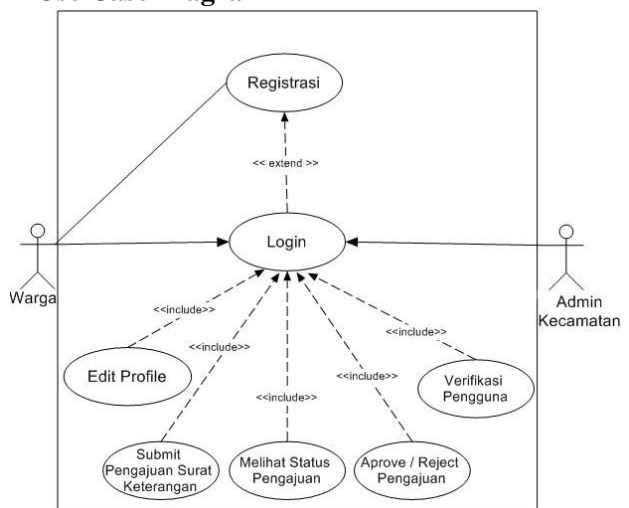 Registrasi
<< extend >>
Login
Warga
Admin
Kecamatan
<<include>>
<<include>>
<<include>>
<<include>>
<<include>>
Edit Profile
Verifikasi
Pengguna
Submit
Pengajuan Surat
Keterangan
Melihat Status
Pengajuan
Aprove / Reject
Pengajuan